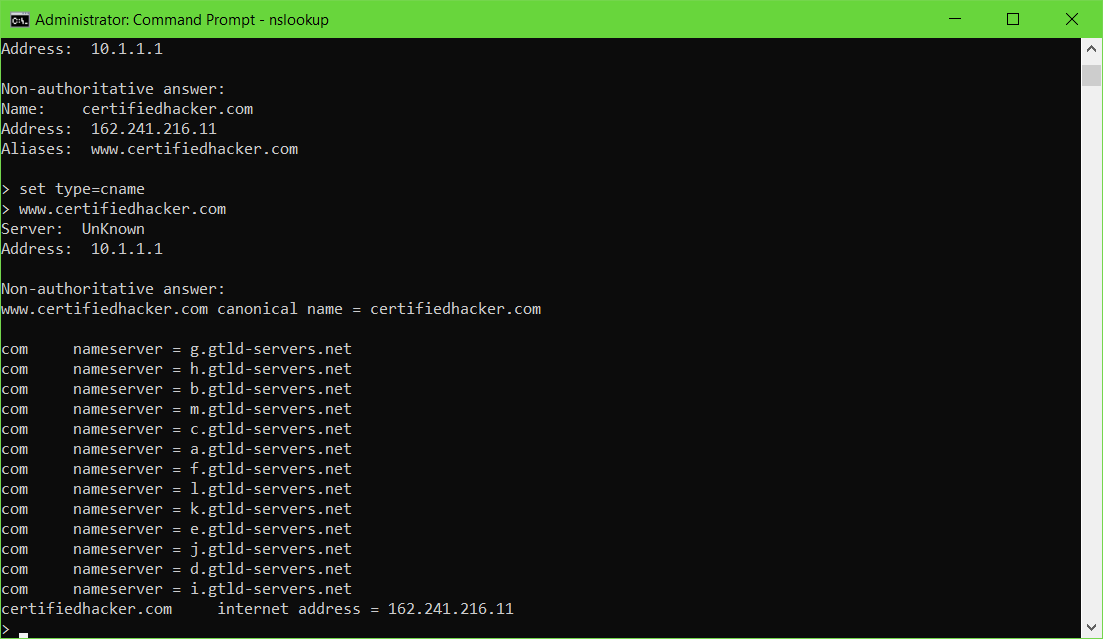 Administrator: Command Prompt - nslookup
Address:  10.1.1.1

Non-authoritative answer:
Name:    certifiedhacker.com
Address:  162.241.216.11
Aliases:  www.certifiedhacker.com

> set type=cname
> www.certifiedhacker.com
Server:  UnKnown
Address:  10.1.1.1

Non-authoritative answer:
www.certifiedhacker.com canonical name = certifiedhacker.com

com     nameserver = g.gtld-servers.net
com     nameserver = h.gtld-servers.net
com     nameserver = b.gtld-servers.net
com     nameserver = m.gtld-servers.net
com     nameserver = c.gtld-servers.net
com     nameserver = a.gtld-servers.net
com     nameserver = f.gtld-servers.net
com     nameserver = l.gtld-servers.net
com     nameserver = k.gtld-servers.net
com     nameserver = e.gtld-servers.net
com     nameserver = j.gtld-servers.net
com     nameserver = d.gtld-servers.net
com     nameserver = i.gtld-servers.net
certifiedhacker.com     internet address = 162.241.216.11
>